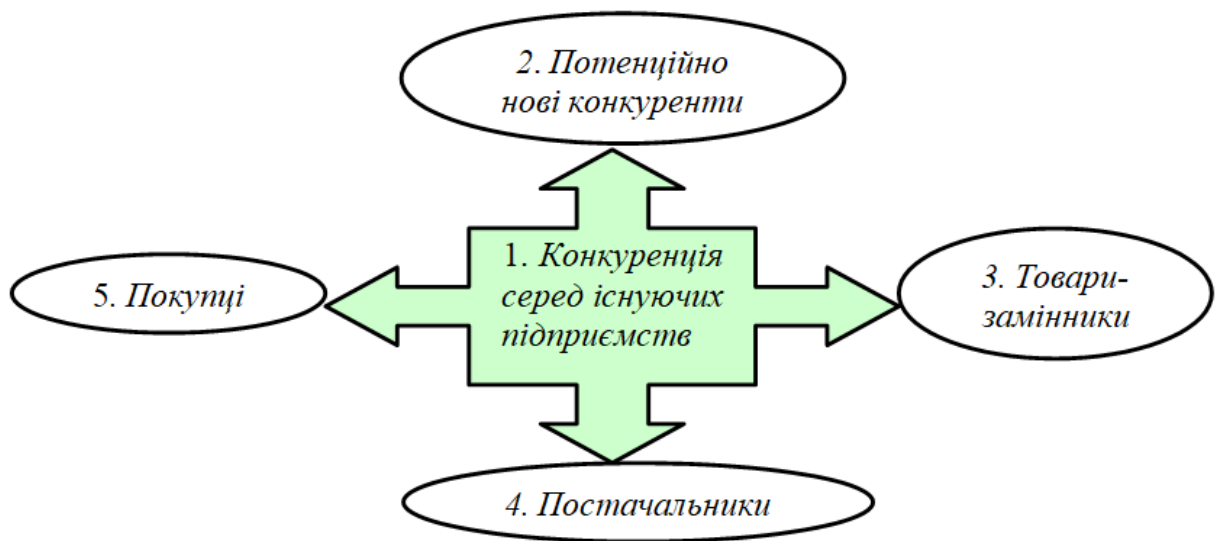 2. Потенційно
нові конкуренти
1. Конкуренція
серед існуючих
підприємств
5. Покупці
3. Товари-
замінники
4. Постачальники